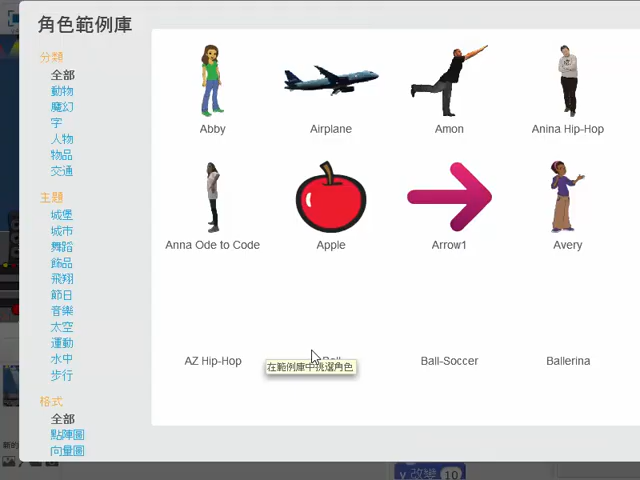 角色範例庫
分類
全部
動物
魔幻
字
人物
物品
交通
主題
城堡
城市
舞蹈
飾品
飛翔
節日
音樂
太空
運動
水中
步行
格式
全部
點陣圖
向量圖
Abby
Airplane
Amon
Anina Hip-Hop
Anna Ode to Code
Apple
Arrow1
Avery
AZ Hip-Hop
Ball-Soccer
Ballerina
在範例庫中挑選角色
y 改變 10